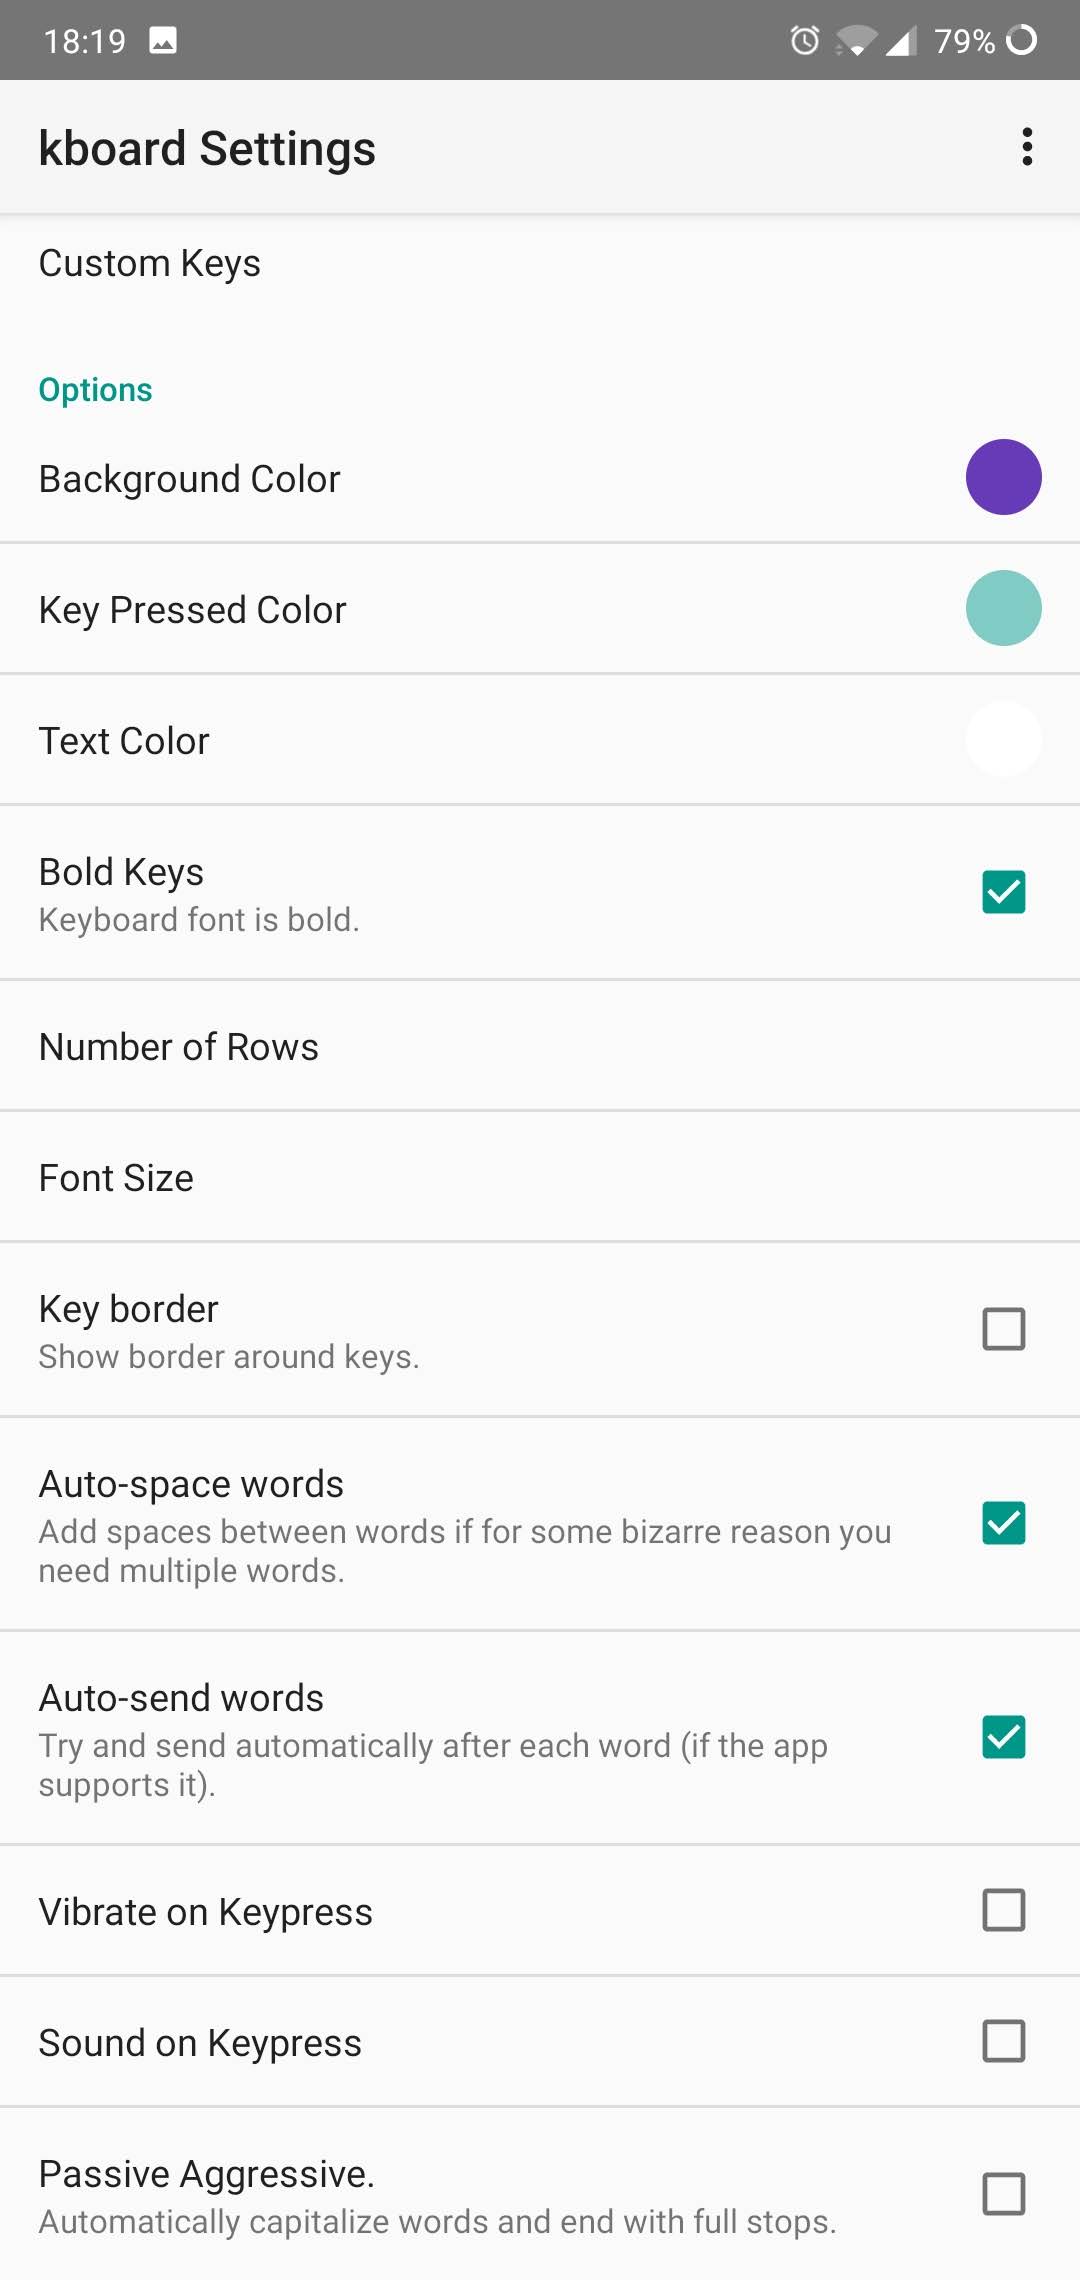 18:19
79%
kboard Settings
Custom Keys
Options
Background Color
Key Pressed Color
Text Color
Bold Keys
Keyboard font is bold.
Number of Rows
Font Size
Key border
Show border around keys.
Auto-space words
Add spaces between words if for some bizarre reason you
need multiple words.
Auto-send words
Try and send automatically after each word (if the app
supports it).
Vibrate on Keypress
Sound on Keypress
Passive Aggressive.
Automatically capitalize words and end with full stops.